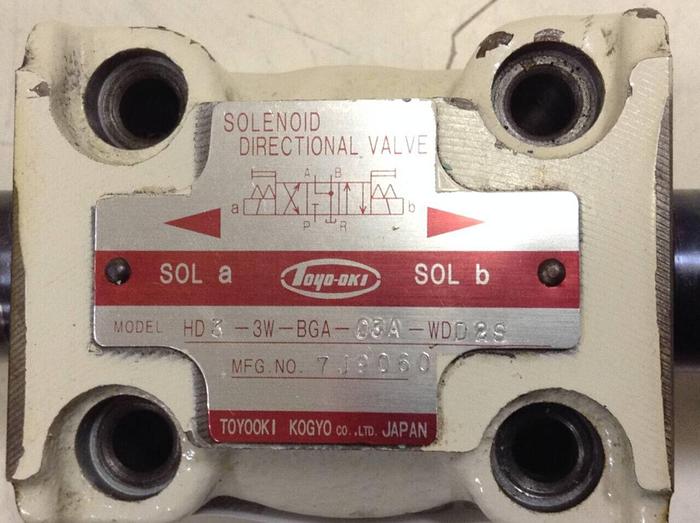 SOLENOID
DIRECTIONAL VALVE
A B
a b
P R
SOL a TOYO-OKI SOL b
MODEL HD3-3W-BGA-03A-WDD2S
MFG.NO. 7J9060
TOYOOKI KOGYO CO.,LTD. JAPAN